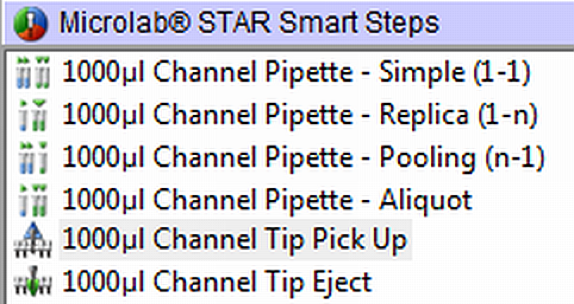 Microlab® STAR Smart Steps
1000µl Channel Pipette - Simple (1-1)
1000µl Channel Pipette - Replica (1-n)
1000µl Channel Pipette - Pooling (n-1)
1000µl Channel Pipette - Aliquot
1000µl Channel Tip Pick Up
1000µl Channel Tip Eject